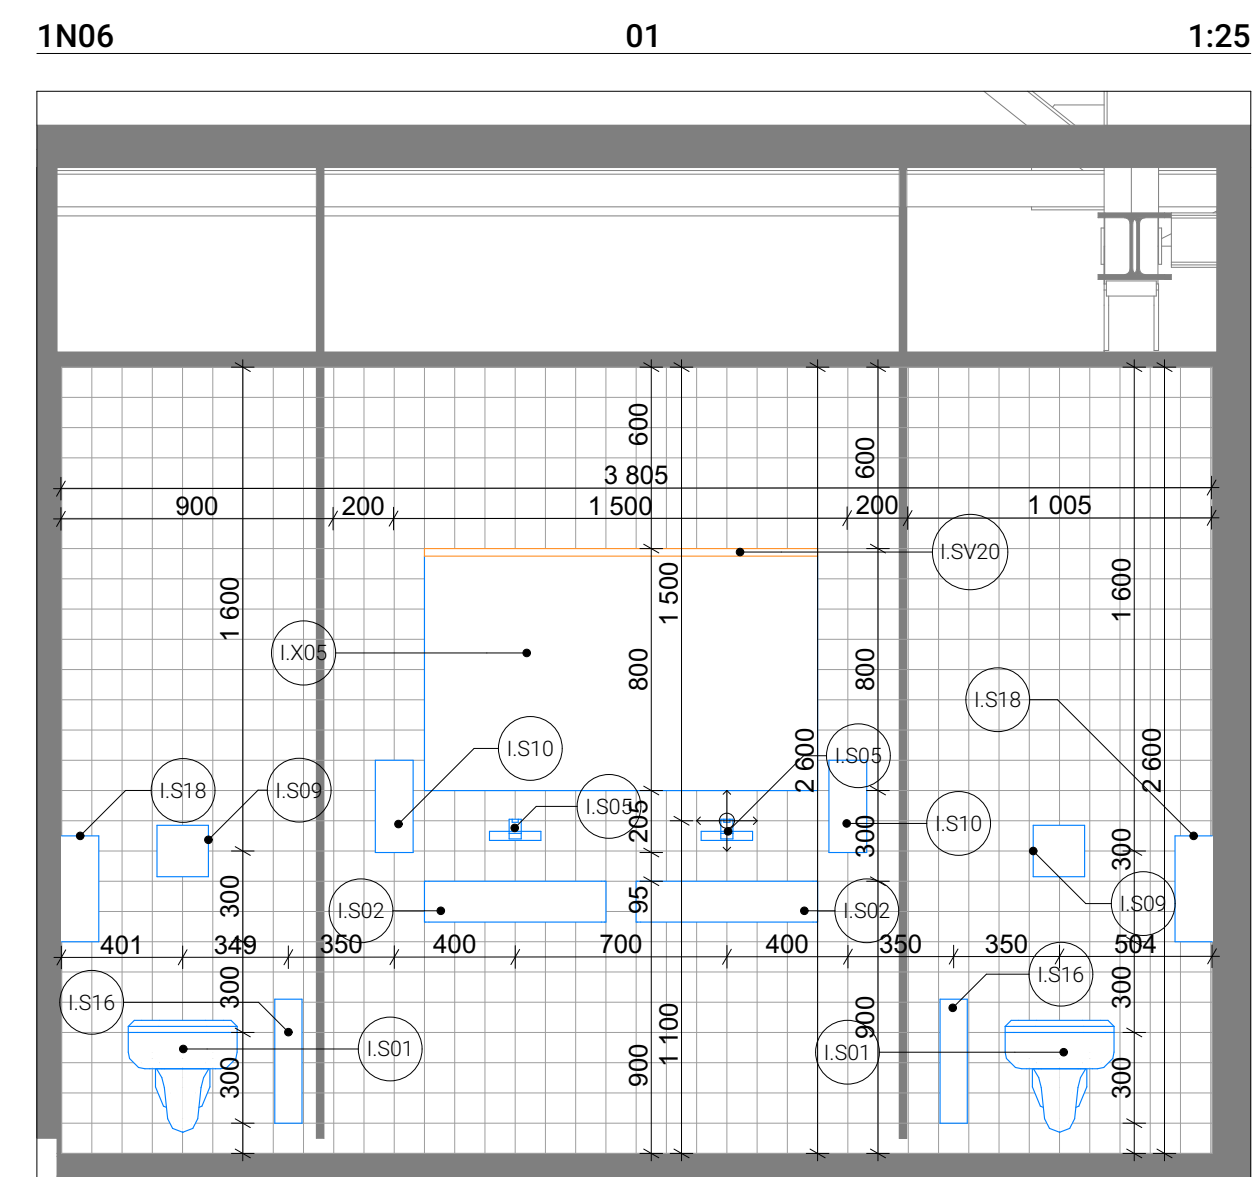 1N06 01 1:25
600
600
3 805
900 200 1 500 200 1 005
I.SV20
1 600 1 500 1 600
I.X05
800 800
I.S18
I.S10 2 600 I.S05 2 600
I.S18 I.S09 I.S05 205 300 I.S10 300
300 I.S02 95 I.S02 I.S09
401 349 350 400 700 400 350 350 504
I.S16 300 I.S16 300
I.S01 900 1 100 900 I.S01
300 300